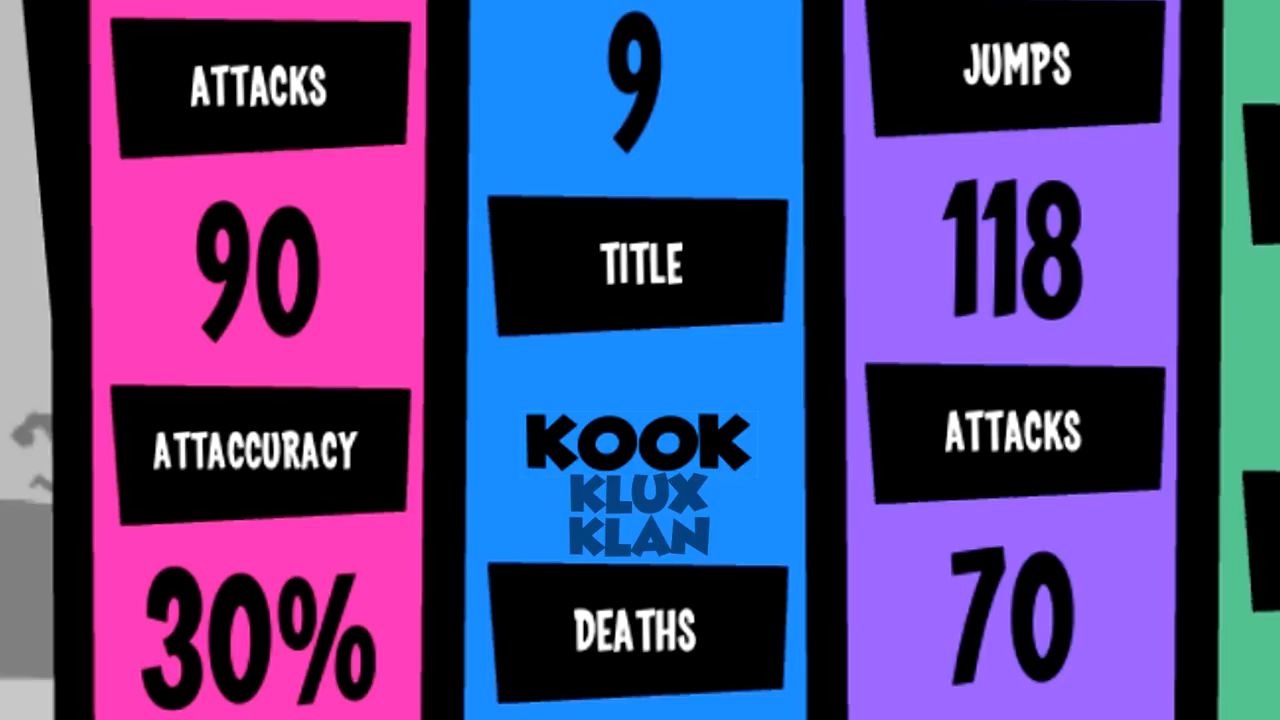 ATTACKS
90
ATTACCURACY
30%
9
TITLE
KOOK
KLUX
KLAN
DEATHS
JUMPS
118
ATTACKS
70